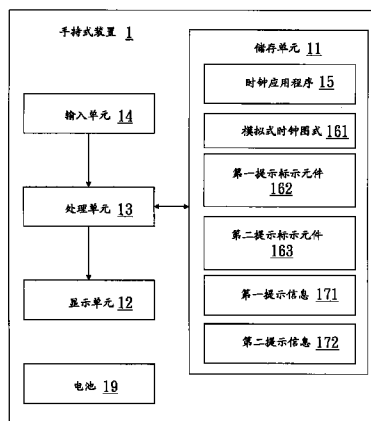 手持式装置 1
输入单元 14
处理单元 13
显示单元 12
电池 19
储存单元 11
时钟应用程序 15
模拟式时钟图式 161
第一提示标示元件
162
第二提示标示元件
163
第一提示信息 171
第二提示信息 172